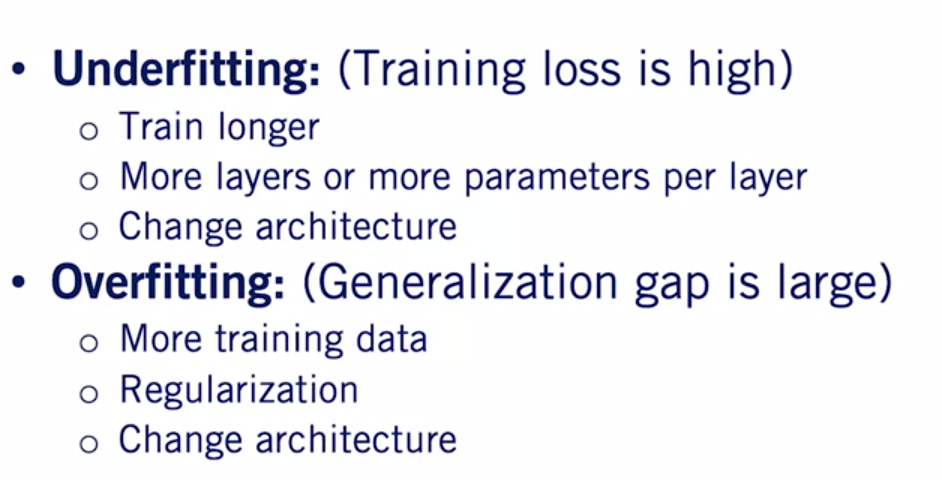 • Underfitting: (Training loss is high)
o Train longer
o More layers or more parameters per layer
o Change architecture
• Overfitting: (Generalization gap is large)
o More training data
o Regularization
o Change architecture